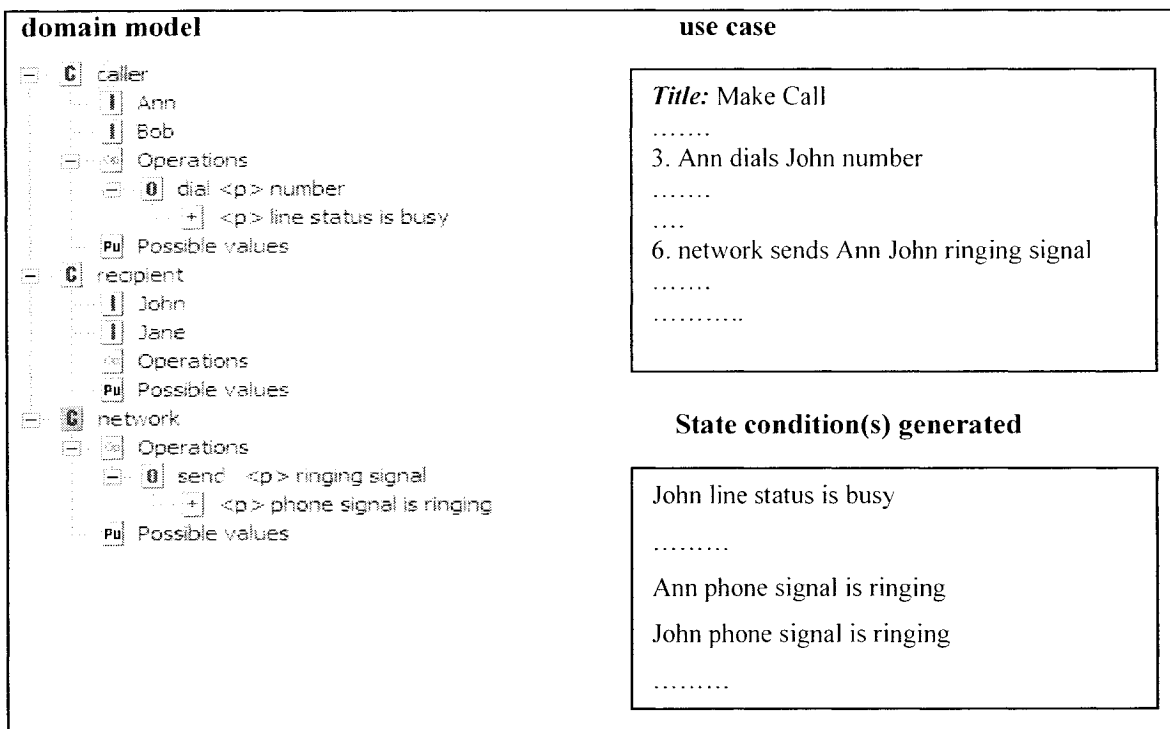 domain model
C caller
I Ann
I Bob
Operations
O dial <p> number
+ <p> line status is busy
Pu Possible values
C recipient
I John
I Jane
Operations
Pu Possible values
C network
Operations
O send <p> ringing signal
+ <p> phone signal is ringing
Pu Possible values
use case
Title: Make Call
.......
3. Ann dials John number
.......
....
6. network sends Ann John ringing signal
.......
...........
State condition(s) generated
John line status is busy
.........
Ann phone signal is ringing
John phone signal is ringing
.........